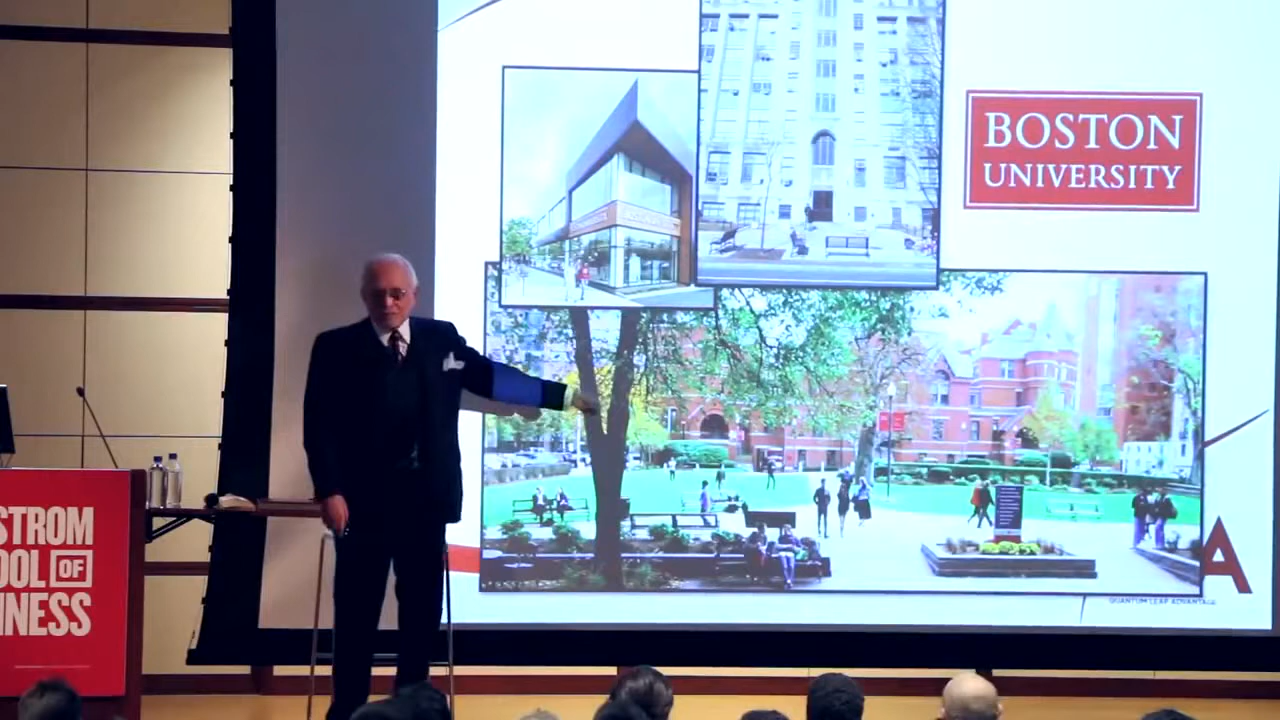 BOSTON
UNIVERSITY
STROM
OOL OF
INESS
A
QUANTUM LEAP ADVANTAGE